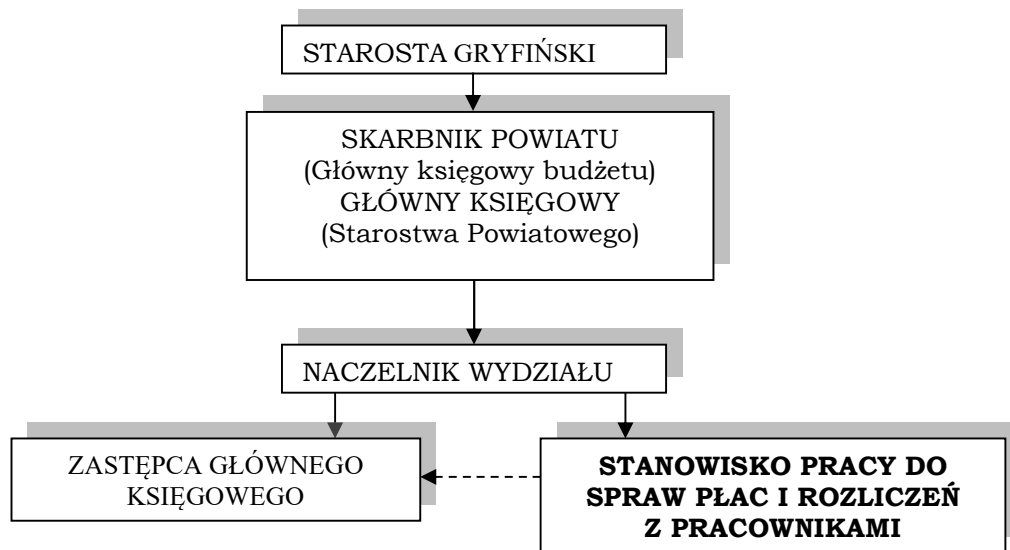 STAROSTA GRYFIŃSKI
SKARBNIK POWIATU
(Główny księgowy budżetu)
GŁÓWNY KSIĘGOWY
(Starostwa Powiatowego)
NACZELNIK WYDZIAŁU
ZASTĘPCA GŁÓWNEGO
KSIĘGOWEGO
STANOWISKO PRACY DO
SPRAW PŁAC I ROZLICZEŃ
Z PRACOWNIKAMI